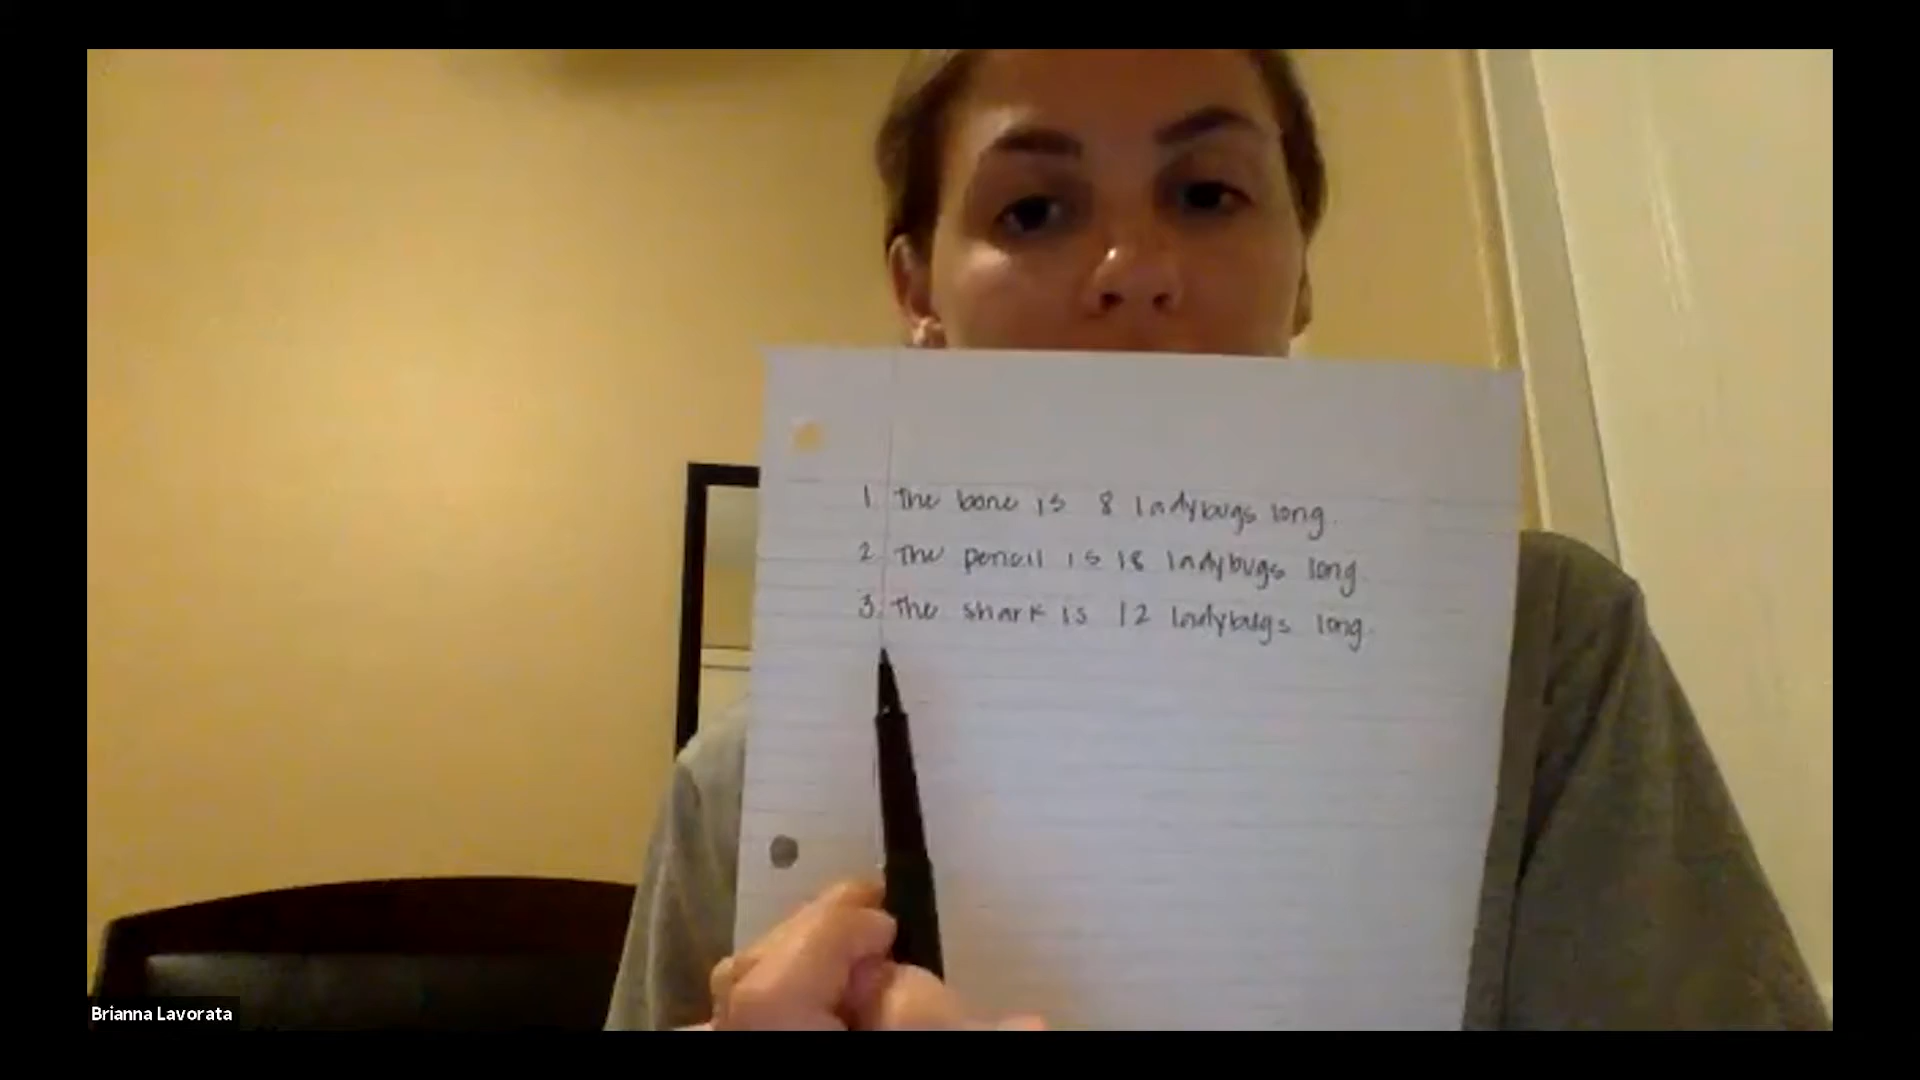 1. The bone is 8 ladybugs long.
2. The pencil is 18 ladybugs long.
3. The shark is 12 ladybugs long.
Brianna Lavorata